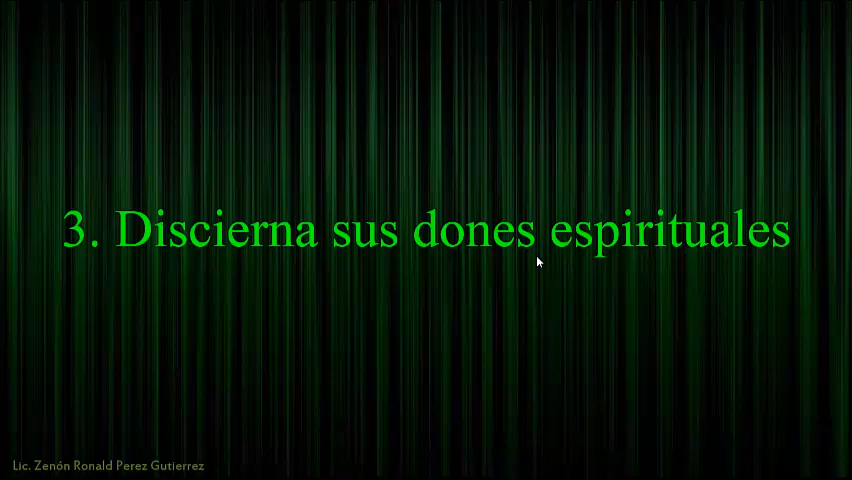 3. Discierna sus dones espirituales
Lic. Zenón Ronald Perez Gutierrez